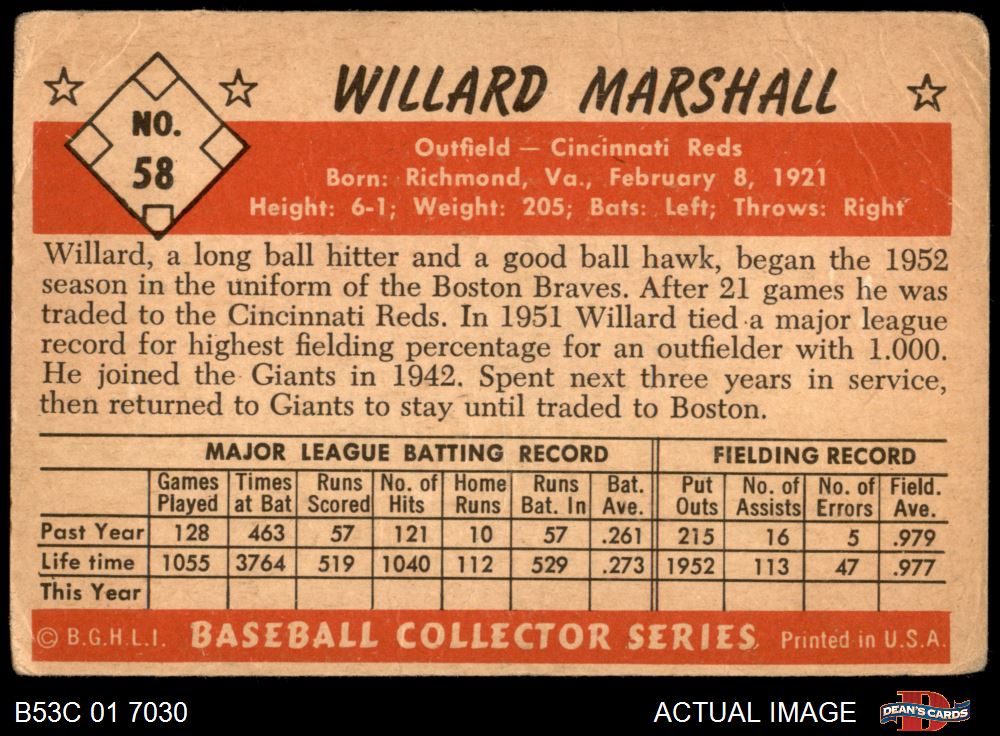 WILLARD MARSHALL
NO.
58
Outfield — Cincinnati Reds
Born: Richmond, Va., February 8, 1921
Height: 6-1; Weight: 205; Bats: Left; Throws: Right
Willard, a long ball hitter and a good ball hawk, began the 1952
season in the uniform of the Boston Braves. After 21 games he was
traded to the Cincinnati Reds. In 1951 Willard tied a major league
record for highest fielding percentage for an outfielder with 1.000.
He joined the Giants in 1942. Spent next three years in service,
then returned to Giants to stay until traded to Boston.
MAJOR LEAGUE BATTING RECORD FIELDING RECORD
Games Times Runs No. of Home Runs Bat. Put No. of No. of Field.
Played at Bat Scored Hits Runs Bat. In Ave. Outs Assists Errors Ave.
Past Year 128 463 57 121 10 57 .261 215 16 5 .979
Life time 1055 3764 519 1040 112 529 .273 1952 113 47 .977
This Year
© B.G.H.L.I. BASEBALL COLLECTOR SERIES Printed in U.S.A.
B53C 01 7030 ACTUAL IMAGE DEAN'S CARDS